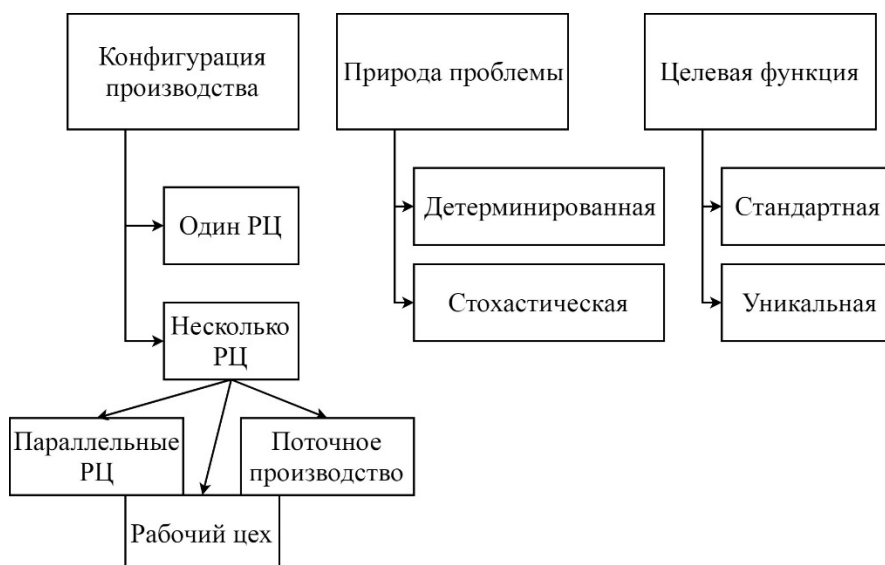 Конфигурация
производства
Природа проблемы
Целевая функция
Один РЦ
Детерминированная
Стандартная
Несколько
РЦ
Стохастическая
Уникальная
Параллельные
РЦ
Поточное
производство
Рабочий цех